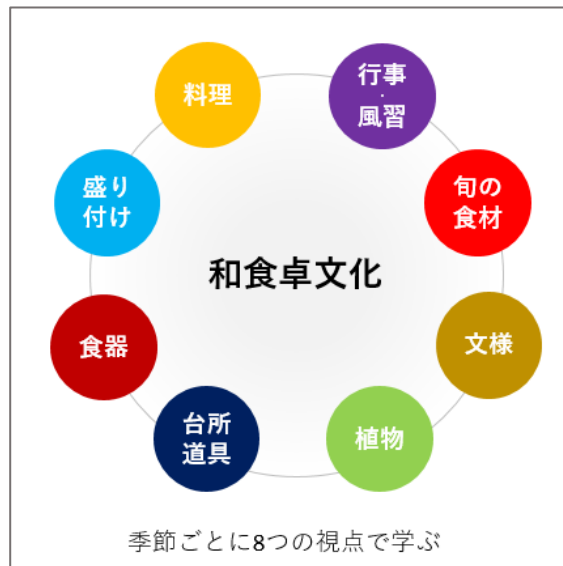 料理
行事
・
風習
盛り
付け
旬の
食材
和食卓文化
食器
文様
台所
道具
植物
季節ごとに8つの視点で学ぶ